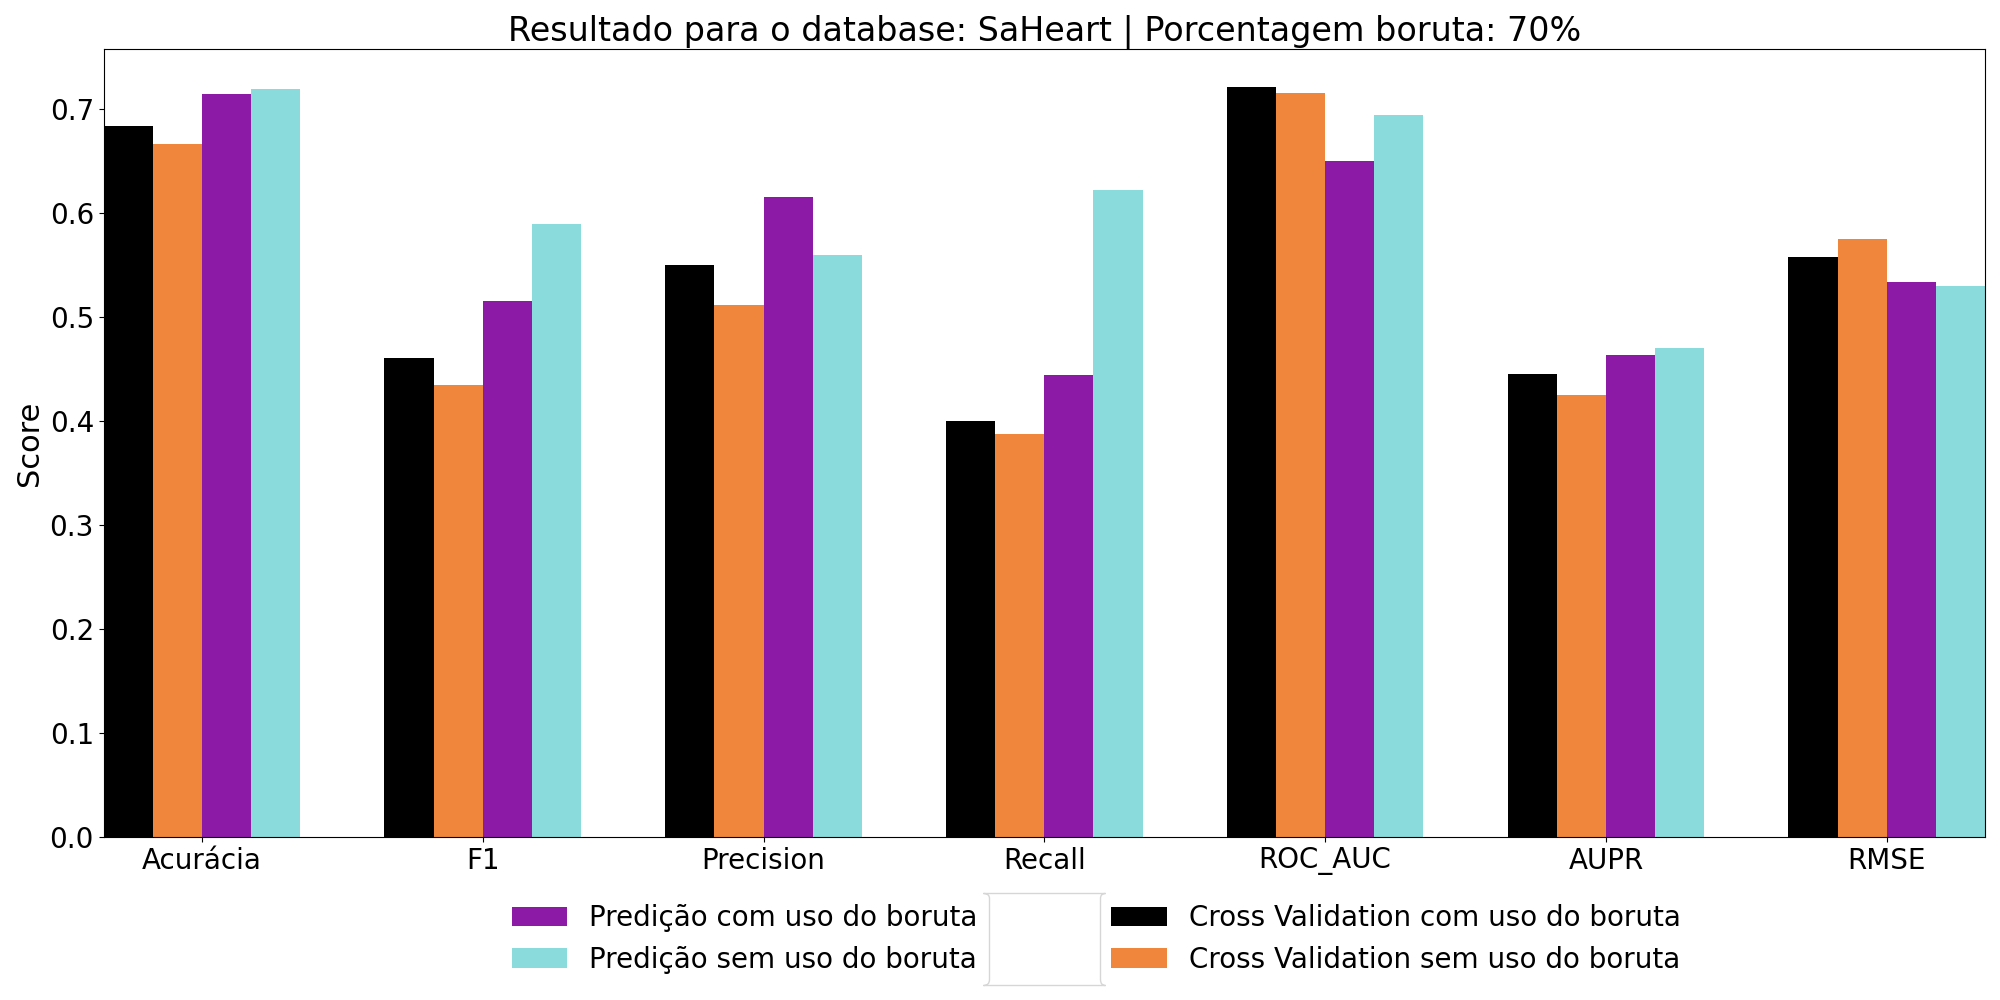 Resultado para o database: SaHeart | Porcentagem boruta: 70%
Score
0.7
0.6
0.5
0.4
0.3
0.2
0.1
0.0
Acurácia
F1
Precision
Recall
ROC_AUC
AUPR
RMSE
Predição com uso do boruta
Predição sem uso do boruta
Cross Validation com uso do boruta
Cross Validation sem uso do boruta